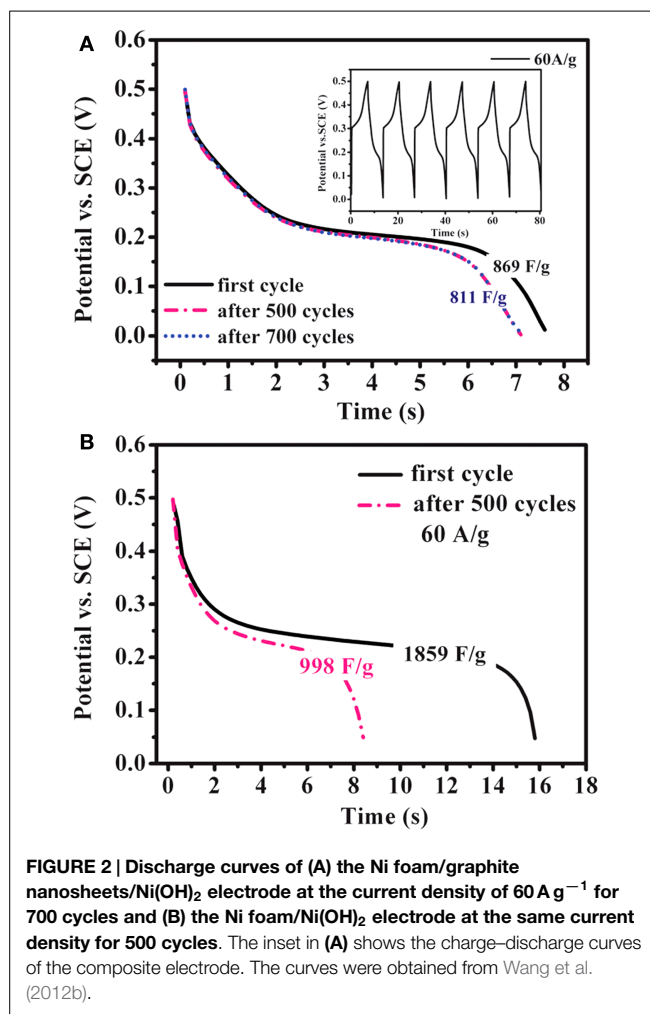 A
0.6
0.5
0.4
0.3
0.2
0.1
0.0
Potential vs. SCE (V)
60A/g
0.5
0.4
0.3
0.2
0.1
0.0
Potential vs.SCE (V)
0 20 40 60 80
Time (s)
869 F/g
811 F/g
first cycle
after 500 cycles
after 700 cycles
0 1 2 3 4 5 6 7 8
Time (s)
B
0.6
0.5
0.4
0.3
0.2
0.1
0.0
Potential vs. SCE (V)
first cycle
after 500 cycles
60 A/g
1859 F/g
998 F/g
0 2 4 6 8 10 12 14 16 18
Time (s)
FIGURE 2 | Discharge curves of (A) the Ni foam/graphite
nanosheets/Ni(OH)₂ electrode at the current density of 60 A g⁻¹ for
700 cycles and (B) the Ni foam/Ni(OH)₂ electrode at the same current
density for 500 cycles. The inset in (A) shows the charge–discharge curves
of the composite electrode. The curves were obtained from Wang et al.
(2012b).